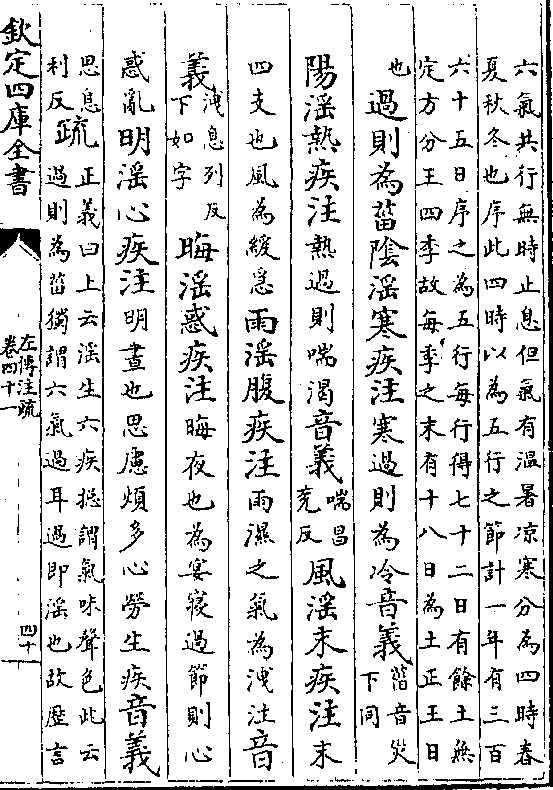 六氣共行無時止息但氣有溫暑凉寒分為四時春
夏秋冬也序此四時以為五行之節計一年有三百
六十五日序之為五行每行得七十二日有餘土無
定方分王四季故每季之末有十八日為土正王日
也
過則為菑陰淫寒疾注寒過則為冷音義
菑音災
下同
陽淫熱疾注熱過則喘渴音義
喘昌
兖反
風淫末疾注末
四支也風為緩急雨淫腹疾注雨濕之氣為洩注音
義
洩息列反
下如字
晦淫惑疾注晦夜也為宴寢過節則心
惑亂明淫心疾注明晝也思慮煩多心勞生疾音義
思息
利反
疏
正義曰上云淫生六疾揔謂氣味聲色此云
過則為菑獨謂六氣過耳過即淫也故歷言
欽定四庫全書
左傳注疏
卷四十一
四十